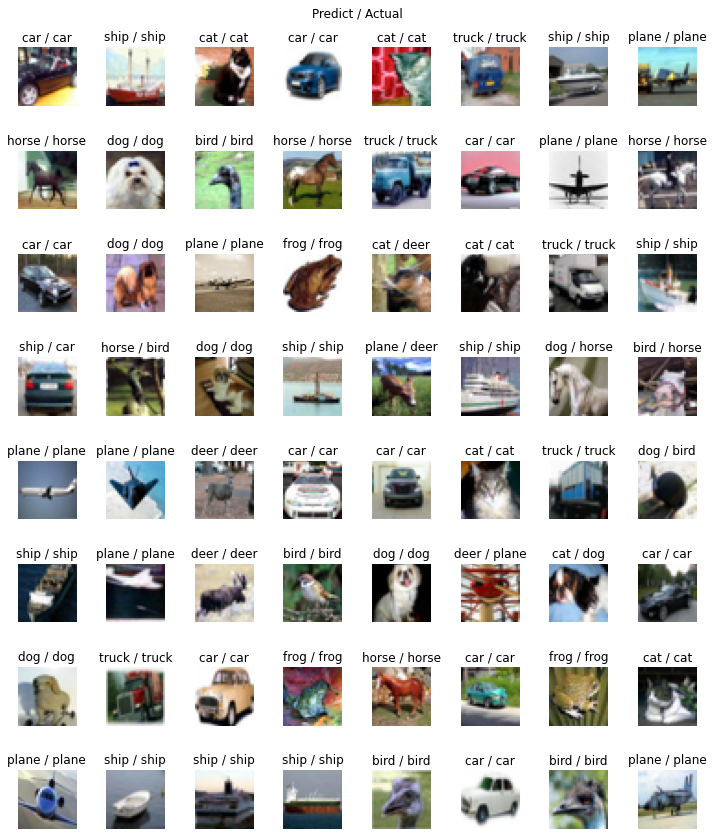 Predict / Actual
car / car ship / ship cat / cat car / car cat / cat truck / truck ship / ship plane / plane
horse / horse dog / dog bird / bird horse / horse truck / truck car / car plane / plane horse / horse
car / car dog / dog plane / plane frog / frog cat / deer cat / cat truck / truck ship / ship
ship / car horse / bird dog / dog ship / ship plane / deer ship / ship dog / horse bird / horse
plane / plane plane / plane deer / deer car / car car / car cat / cat truck / truck dog / bird
ship / ship plane / plane deer / deer bird / bird dog / dog deer / plane cat / dog car / car
dog / dog truck / truck car / car frog / frog horse / horse car / car frog / frog cat / cat
plane / plane ship / ship ship / ship ship / ship bird / bird car / car bird / bird plane / plane